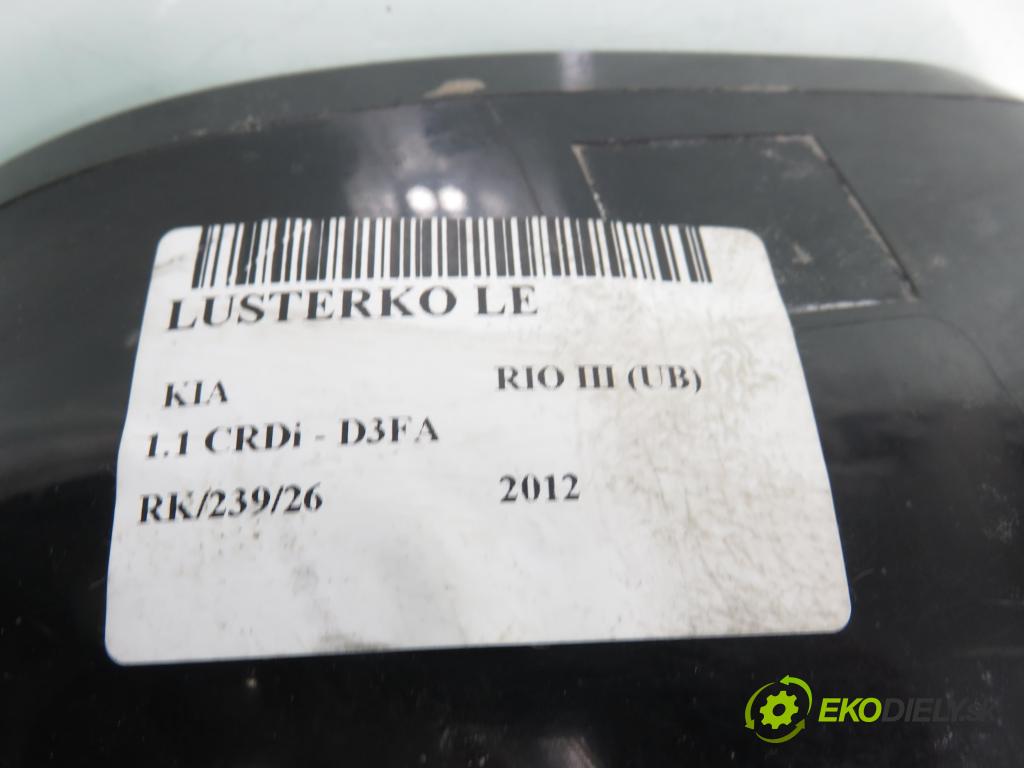 LUSTERKO LE
KIA RIO III (UB)
1.1 CRDi - D3FA
RK/239/26 2012
EKODIELY.SK